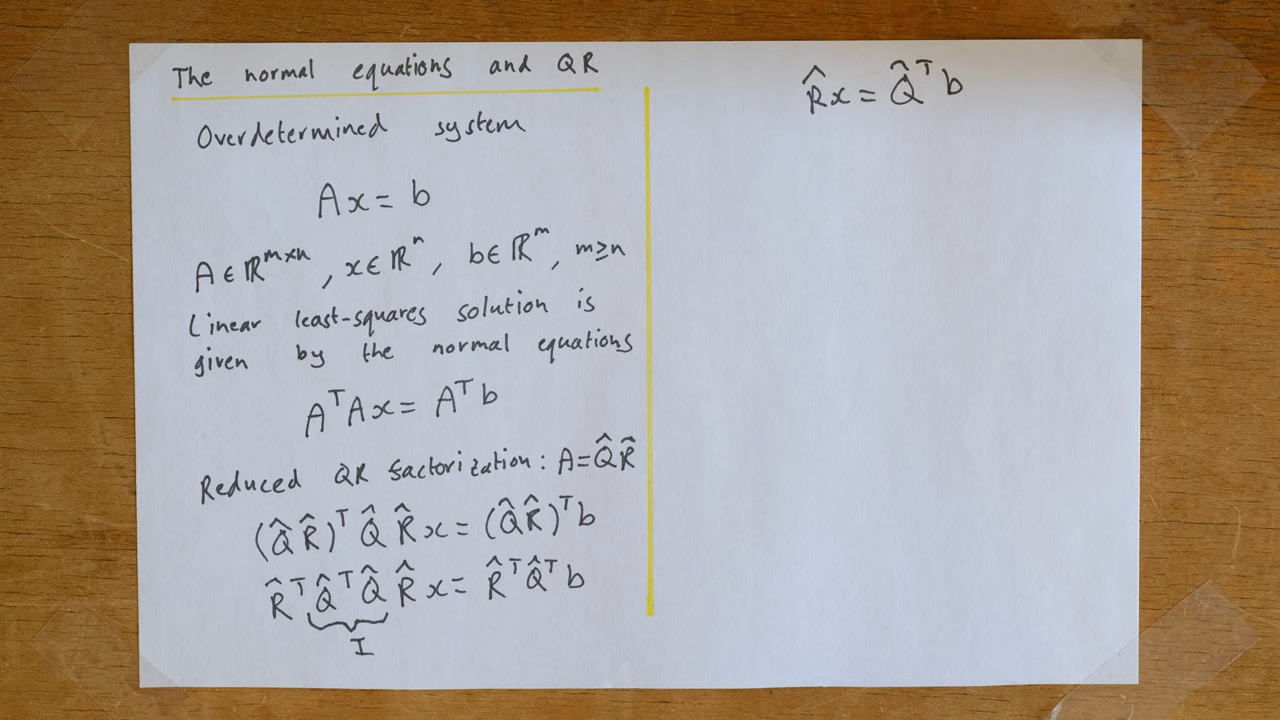 The normal equations and QR
Overdetermined system
Ax = b
A ∈ ℝ^{m×n}, x ∈ ℝ^n, b ∈ ℝ^m, m ≥ n
Linear least-squares solution is
given by the normal equations
A^T A x = A^T b
Reduced QR factorization: A = Q̂R̂
(Q̂R̂)^T Q̂ R̂ x = (Q̂R̂)^T b
R̂^T Q̂^T Q̂ R̂ x = R̂^T Q̂^T b
I
R̂x = Q̂^T b